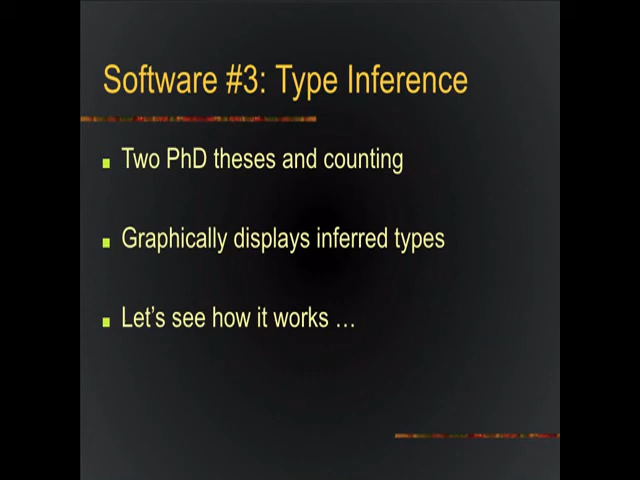 Software #3: Type Inference
Two PhD theses and counting
Graphically displays inferred types
Let's see how it works …